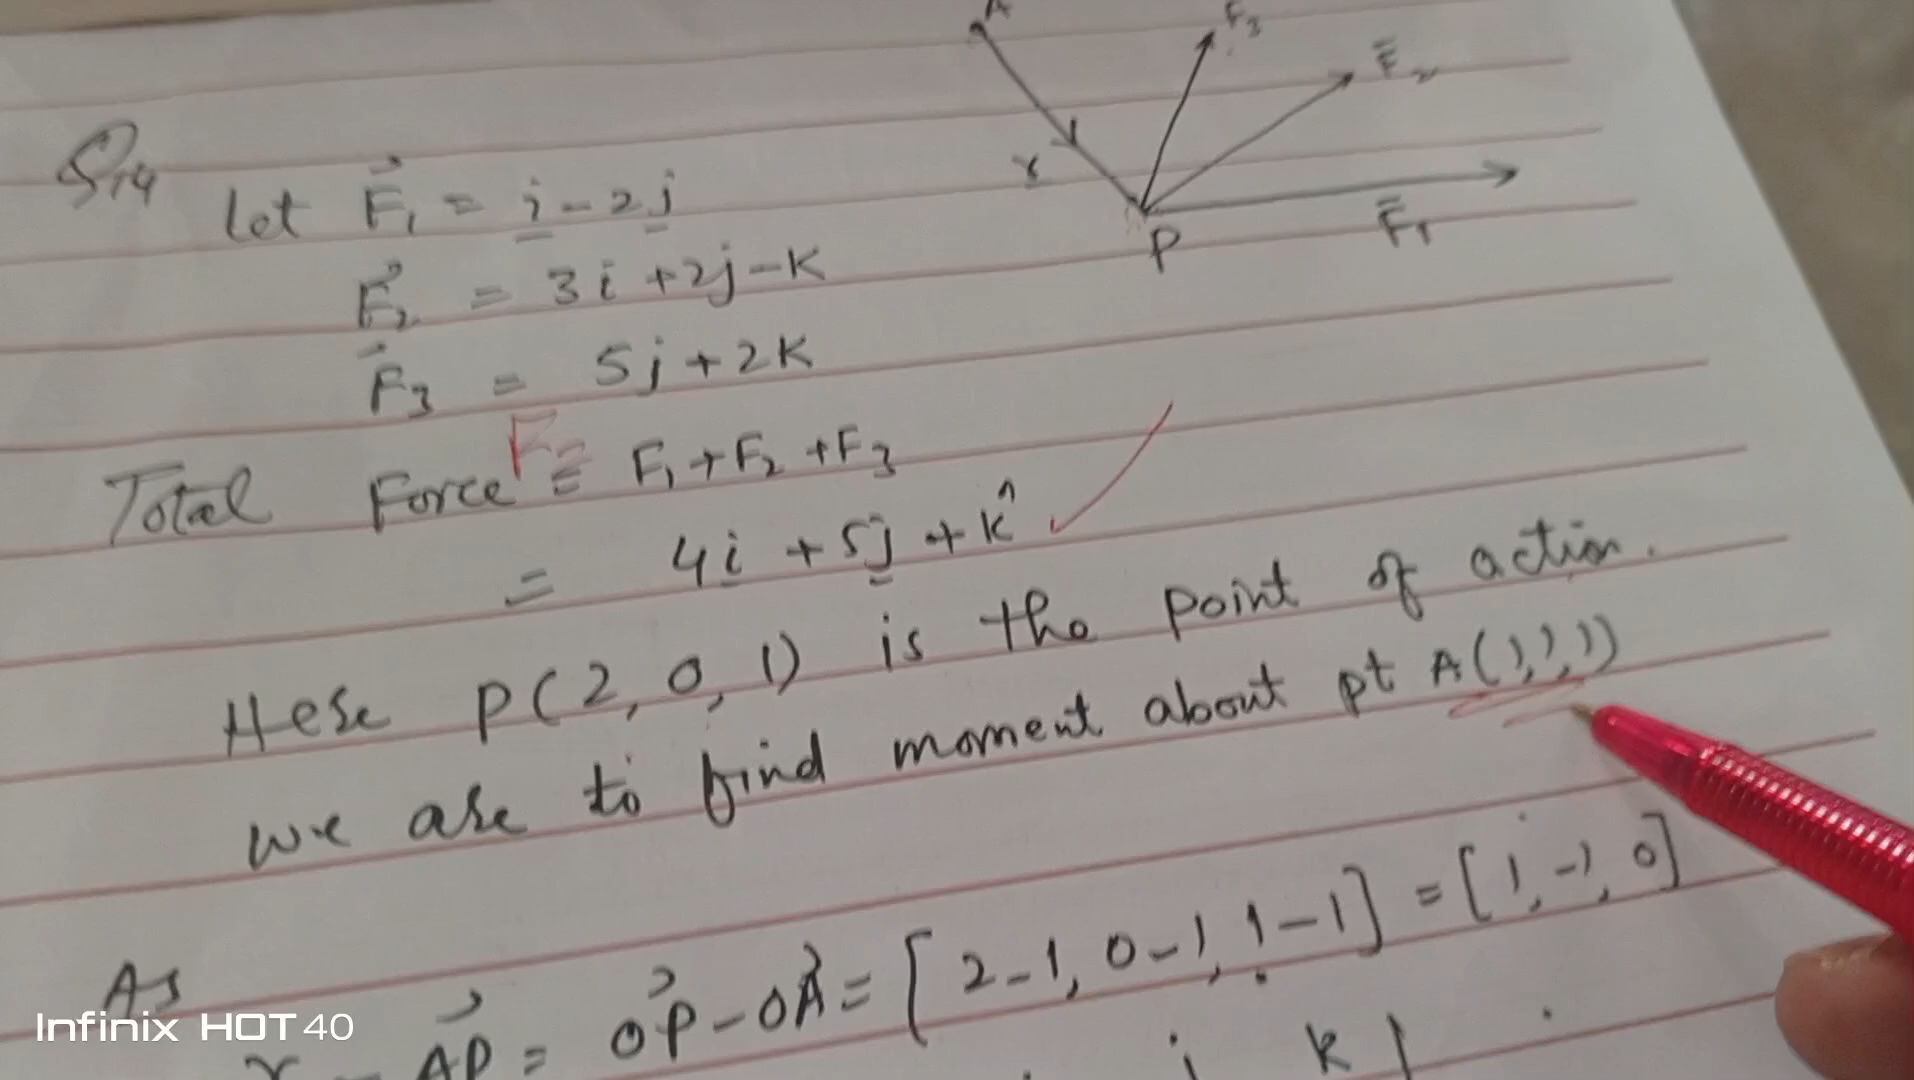 A
F₃
F̄₂
r
P
F̄₁
Q14 Let F⃗₁ = i - 2j
F⃗₂ = 3i + 2j - K
F⃗₃ = 5j + 2K
Total Force = F₁ + F₂ + F₃
= 4i + 5j + k̂
Here P(2, 0, 1) is the point of action.
we are to find moment about pt A(1,1,1)
As
r = AP⃗ = OP⃗ - OA⃗ = [2-1, 0-1, 1-1] = [1, -1, 0]
j k |
Infinix HOT 40